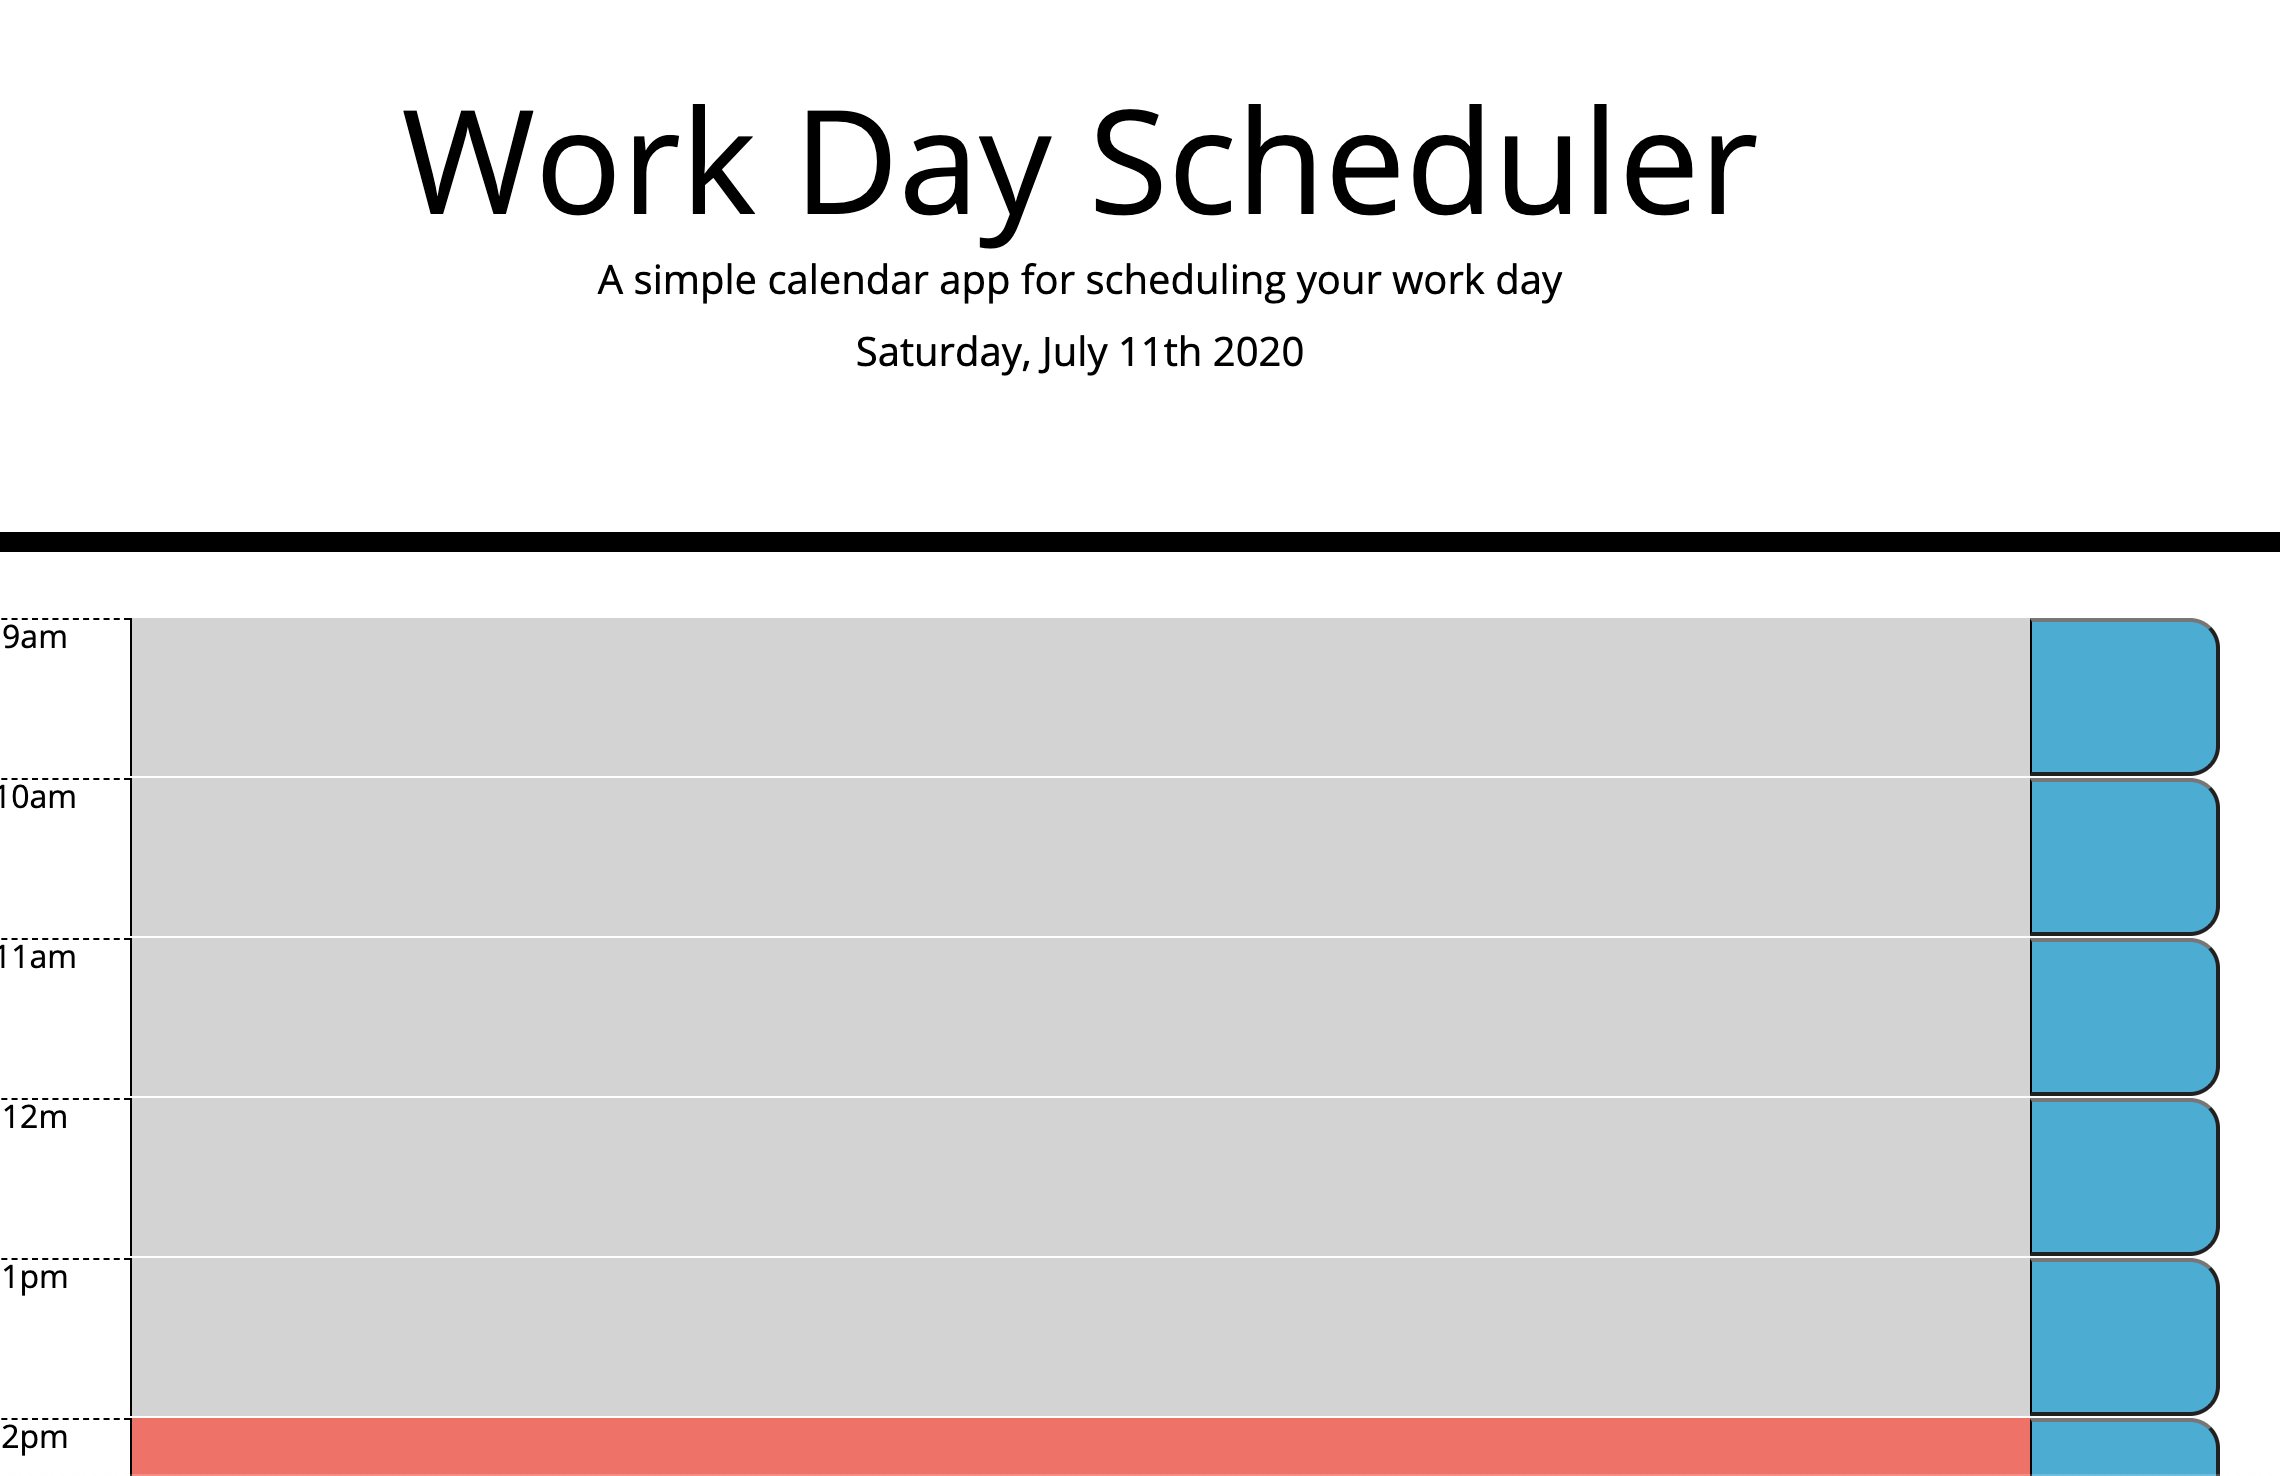 Work Day Scheduler
A simple calendar app for scheduling your work day
Saturday, July 11th 2020
9am
10am
11am
12m
1pm
2pm